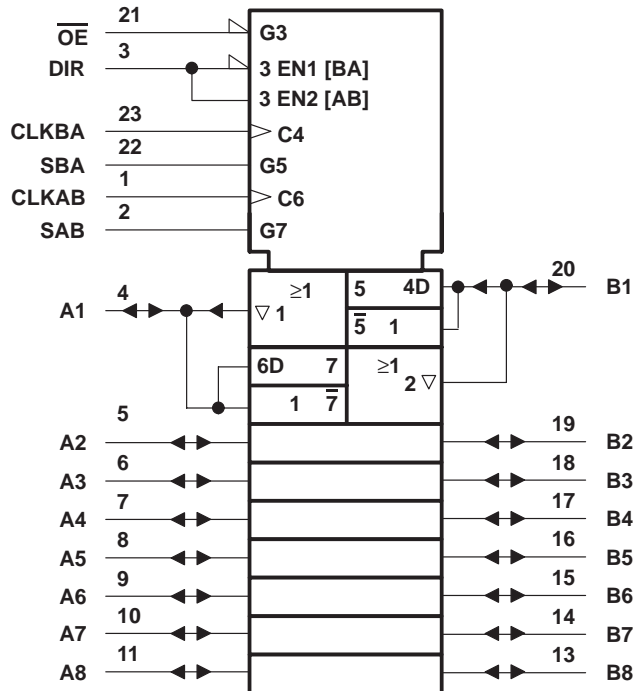 21
OE G3
3
DIR 3 EN1 [BA]
3 EN2 [AB]
23
CLKBA C4
22
SBA G5
1
CLKAB C6
2
SAB G7
4 ≥1 5 4D 20
A1 ▽ 1 5̅ 1 B1
6D 7 ≥1
2 ▽
1 7̅
5 19
A2 B2
6 18
A3 B3
7 17
A4 B4
8 16
A5 B5
9 15
A6 B6
10 14
A7 B7
11 13
A8 B8